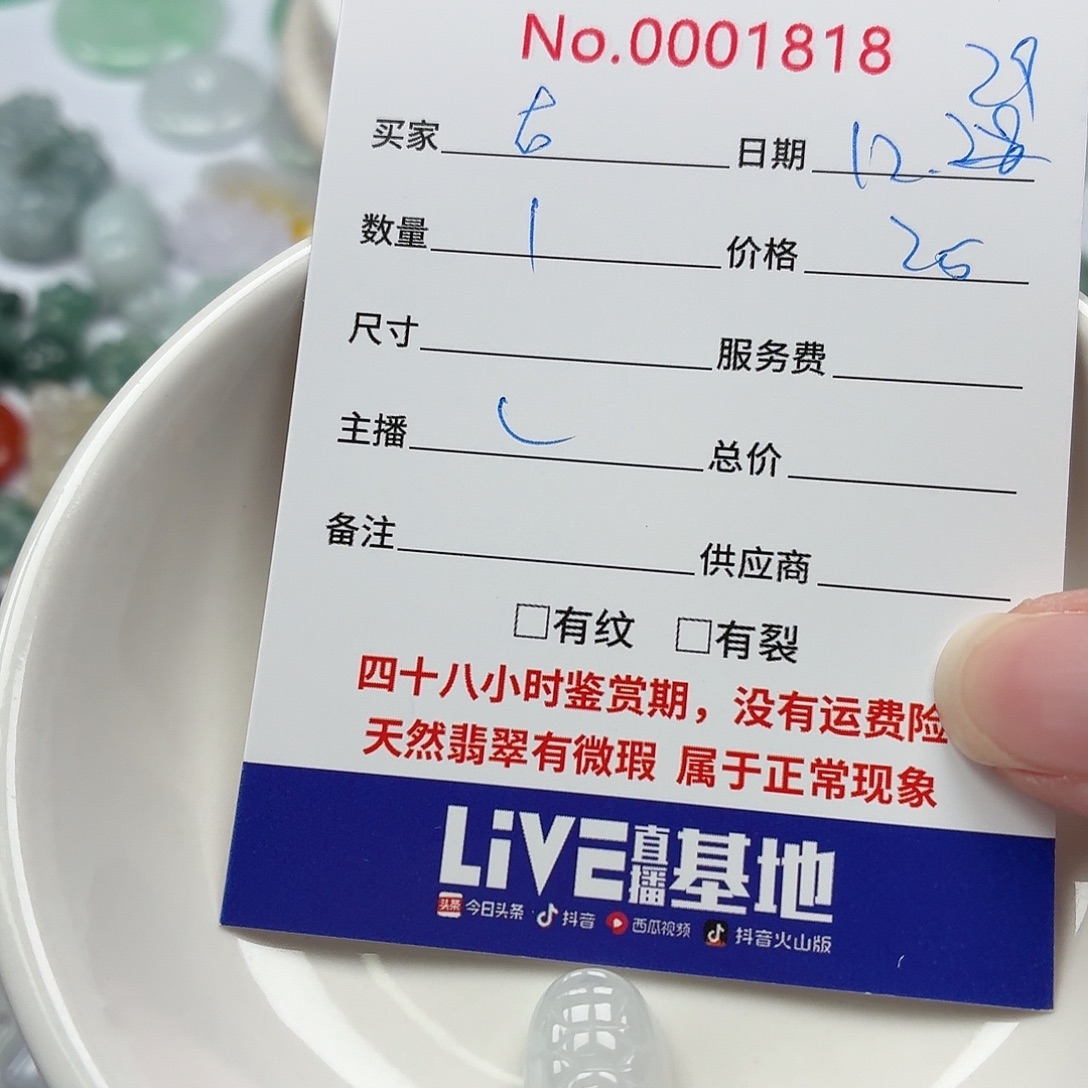 No.0001818
29
买家 古 日期 12.28
数量 1 价格 26
尺寸 服务费
主播 总价
备注 供应商
□有纹 □有裂
四十八小时鉴赏期，没有运费险
天然翡翠有微瑕 属于正常现象
LiVE直播基地
头条 今日头条 抖音 西瓜视频 抖音火山版